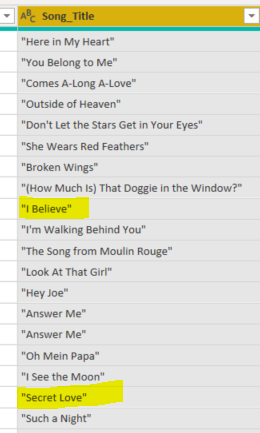 ABC Song_Title
"Here in My Heart"
"You Belong to Me"
"Comes A-Long A-Love"
"Outside of Heaven"
"Don't Let the Stars Get in Your Eyes"
"She Wears Red Feathers"
"Broken Wings"
"(How Much Is) That Doggie in the Window?"
"I Believe"
"I'm Walking Behind You"
"The Song from Moulin Rouge"
"Look At That Girl"
"Hey Joe"
"Answer Me"
"Answer Me"
"Oh Mein Papa"
"I See the Moon"
"Secret Love"
"Such a Night"